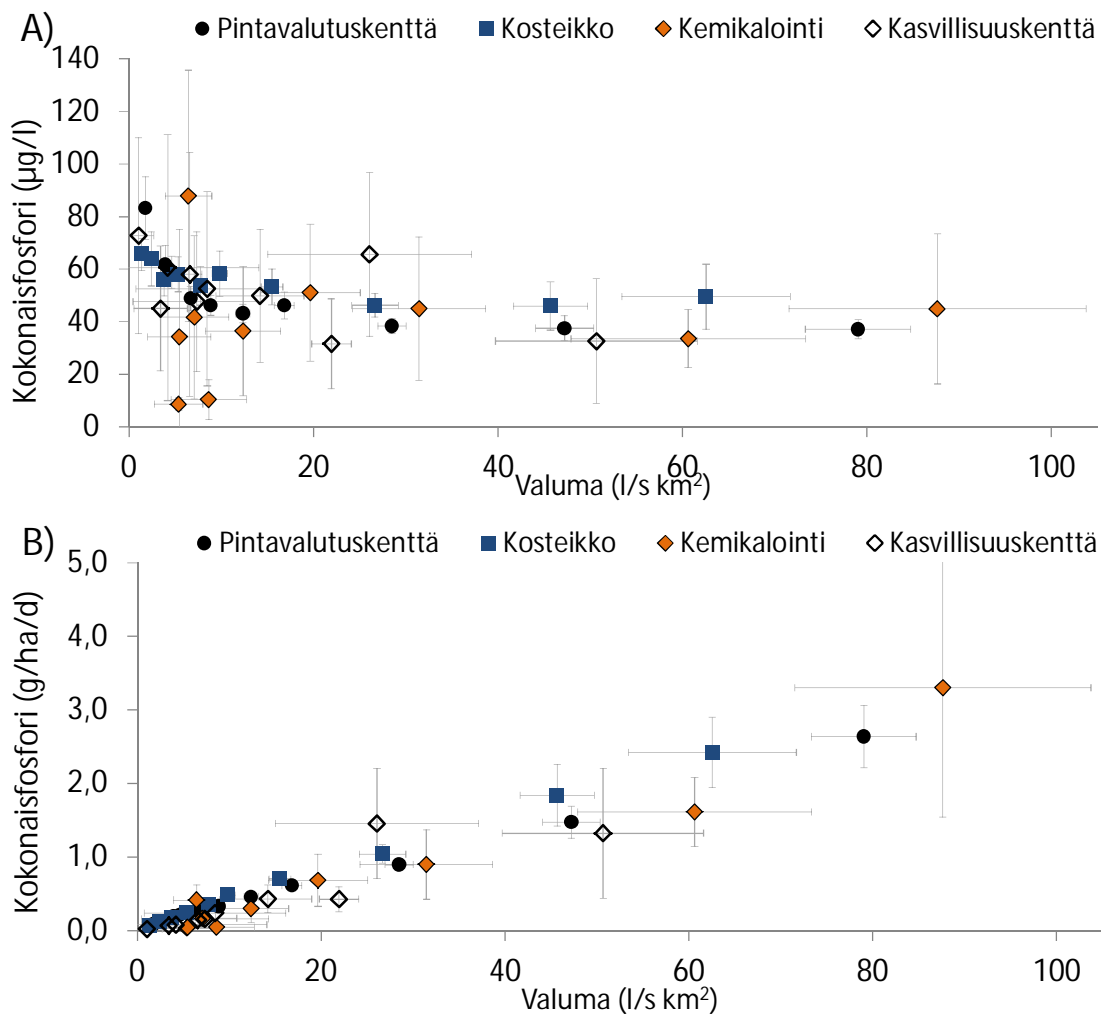 A)
Pintavalutuskenttä Kosteikko Kemikalointi Kasvillisuuskenttä
Kokonaisfosfori (µg/l)
140
120
100
80
60
40
20
0
0 20 40 60 80 100
Valuma (l/s km²)
B)
Pintavalutuskenttä Kosteikko Kemikalointi Kasvillisuuskenttä
Kokonaisfosfori (g/ha/d)
5,0
4,0
3,0
2,0
1,0
0,0
0 20 40 60 80 100
Valuma (l/s km²)